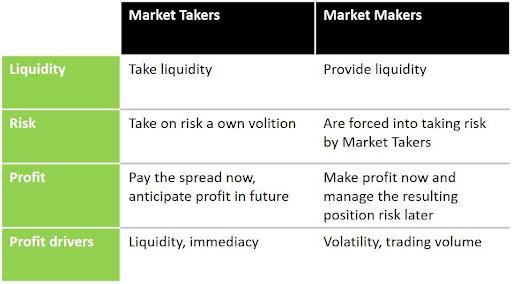 Market Takers Market Makers
Liquidity Take liquidity Provide liquidity
Risk Take on risk a own volition Are forced into taking risk
by Market Takers
Profit Pay the spread now, Make profit now and
anticipate profit in future manage the resulting
position risk later
Profit drivers Liquidity, immediacy Volatility, trading volume